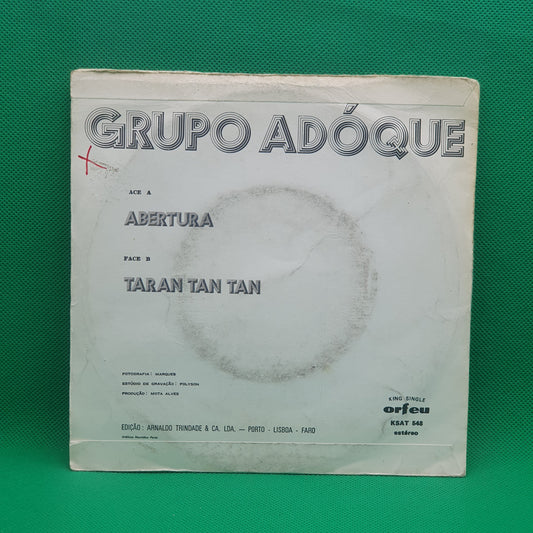 GRUPO ADÓQUE
ACE A
ABERTURA
FACE B
TARAN TAN TAN
FOTOGRAFIA : MARQUES
ESTÚDIO DE GRAVAÇÃO : POLYSON
PRODUÇÃO : MOTA ALVES
KING SINGLE
orfeu
KSAT 548
estéreo
EDIÇÃO : ARNALDO TRINDADE & CA. LDA. — PORTO - LISBOA - FARO